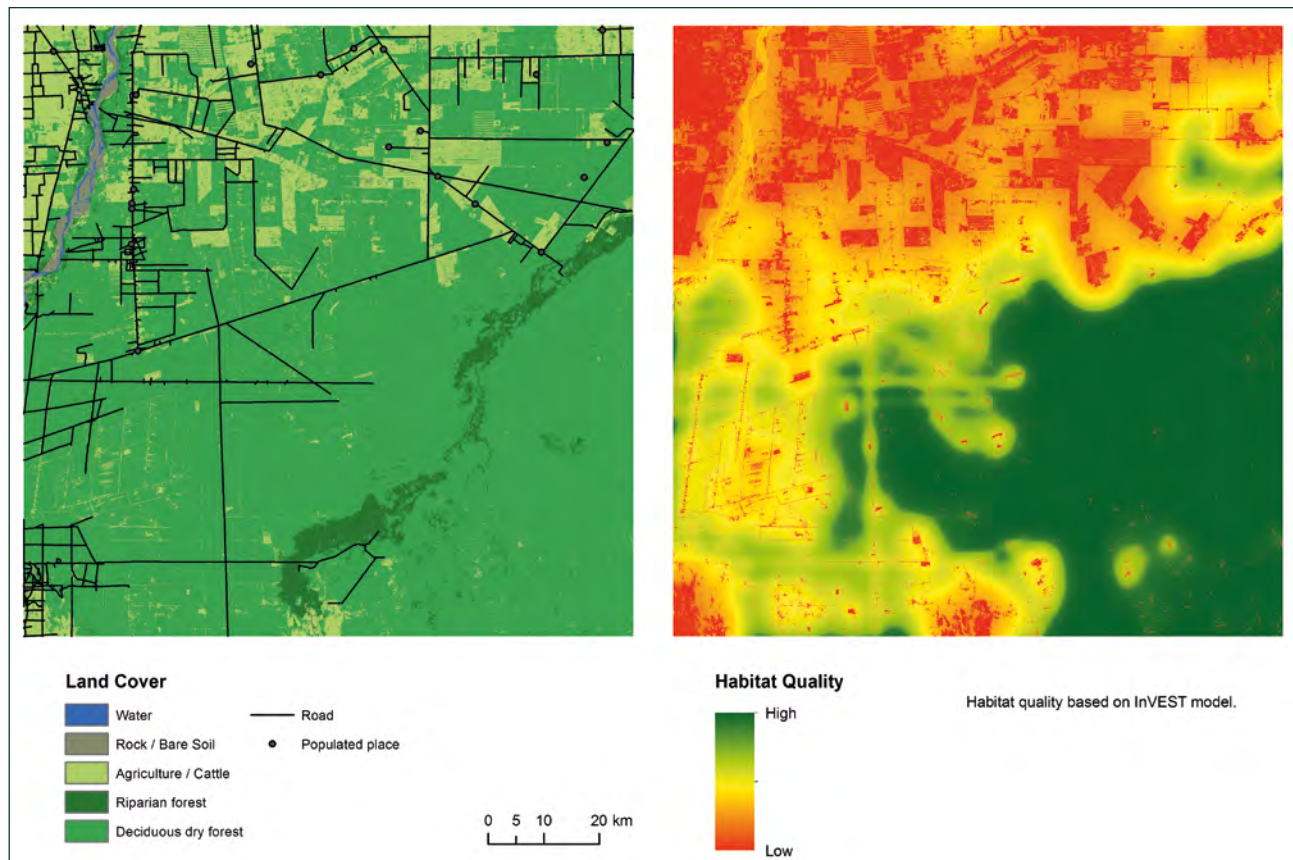 Land Cover
Water
Rock / Bare Soil
Agriculture / Cattle
Riparian forest
Deciduous dry forest
Road
Populated place
0 5 10 20 km
Habitat Quality
High
Low
Habitat quality based on InVEST model.